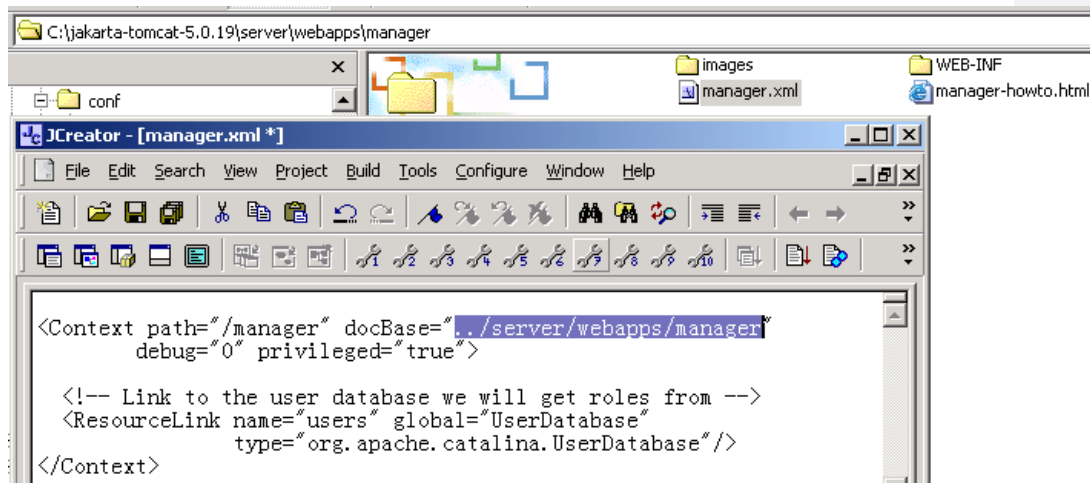 C:\jakarta-tomcat-5.0.19\server\webapps\manager
images
WEB-INF
conf
manager.xml
manager-howto.html
JCreator - [manager.xml *]
File Edit Search View Project Build Tools Configure Window Help
<Context path="/manager" docBase="../server/webapps/manager"
debug="0" privileged="true">
<!-- Link to the user database we will get roles from -->
<ResourceLink name="users" global="UserDatabase"
type="org.apache.catalina.UserDatabase"/>
</Context>